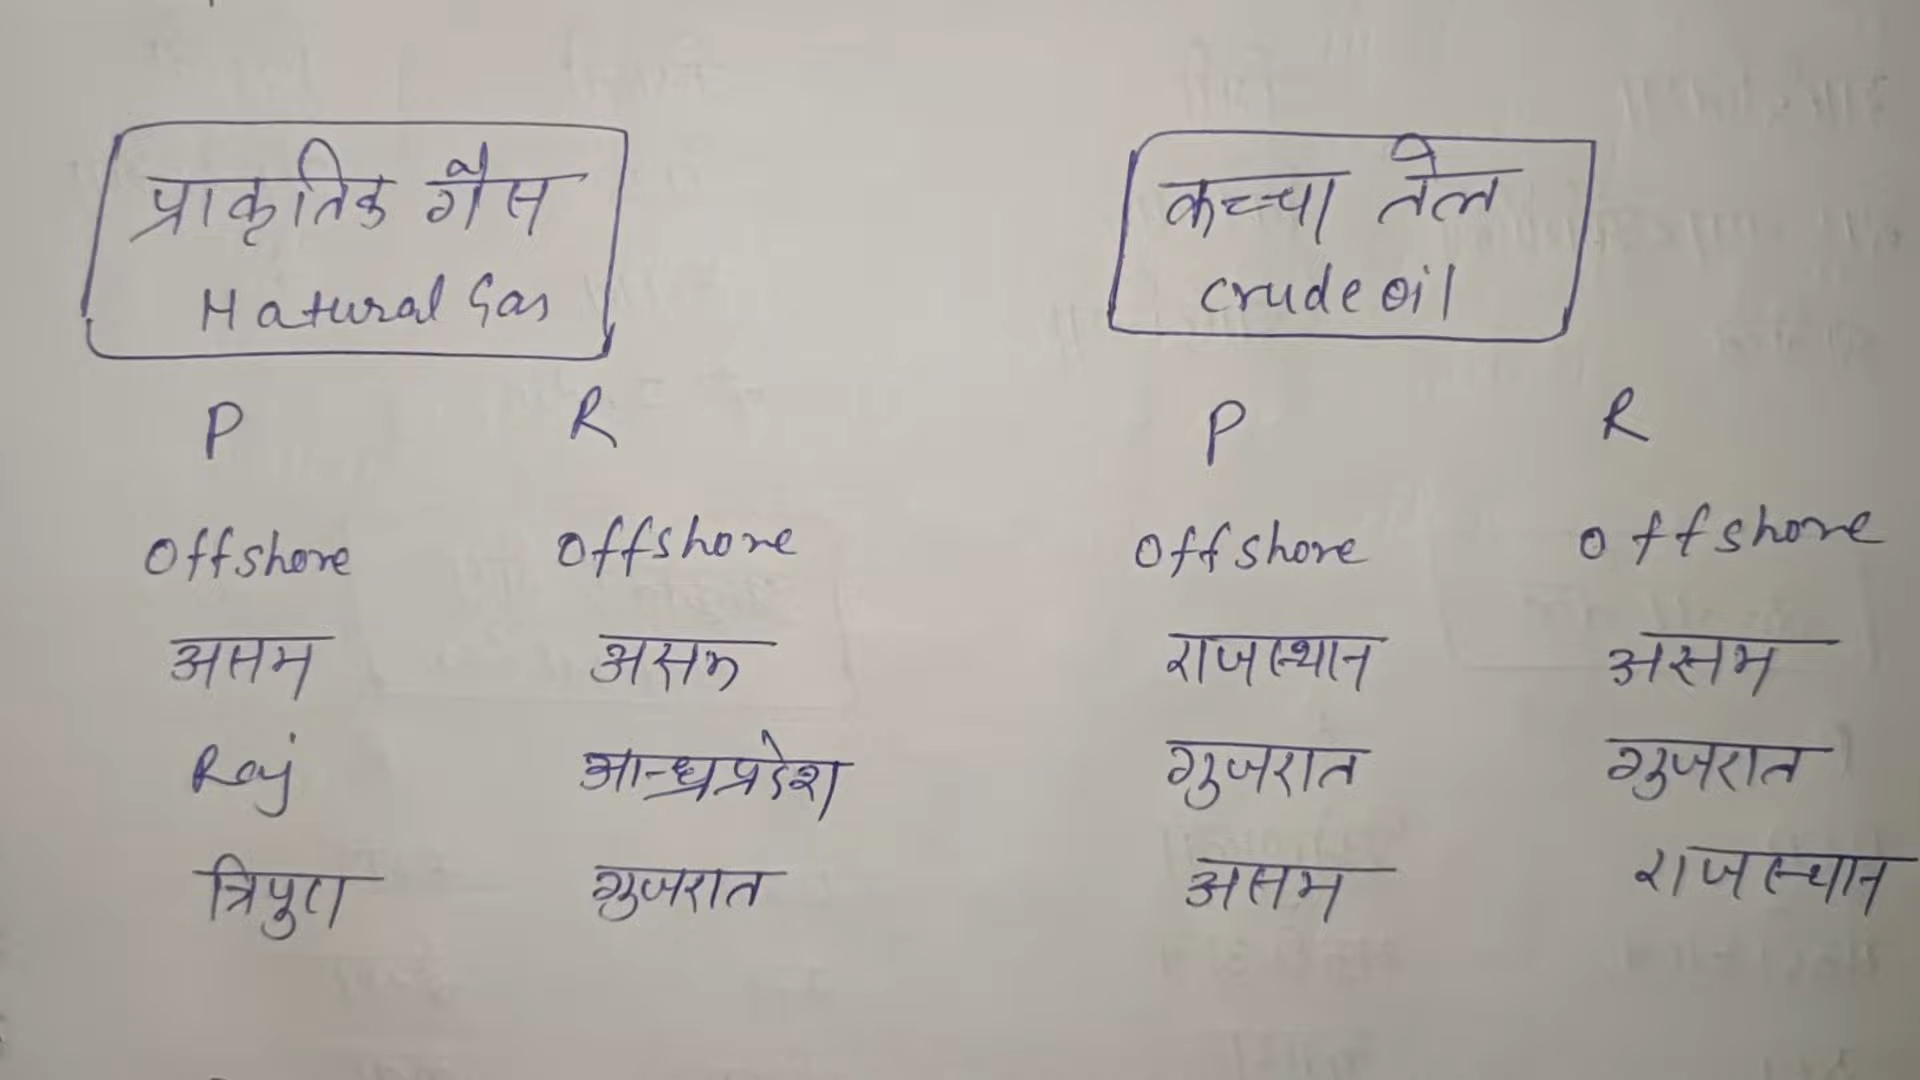 प्राकृतिक गैस
Natural Gas
P R
Offshore Offshore
असम असम
Raj आन्ध्रप्रदेश
त्रिपुरा गुजरात
कच्चा तेल
crude oil
P R
Offshore Offshore
राजस्थान असम
गुजरात गुजरात
असम राजस्थान